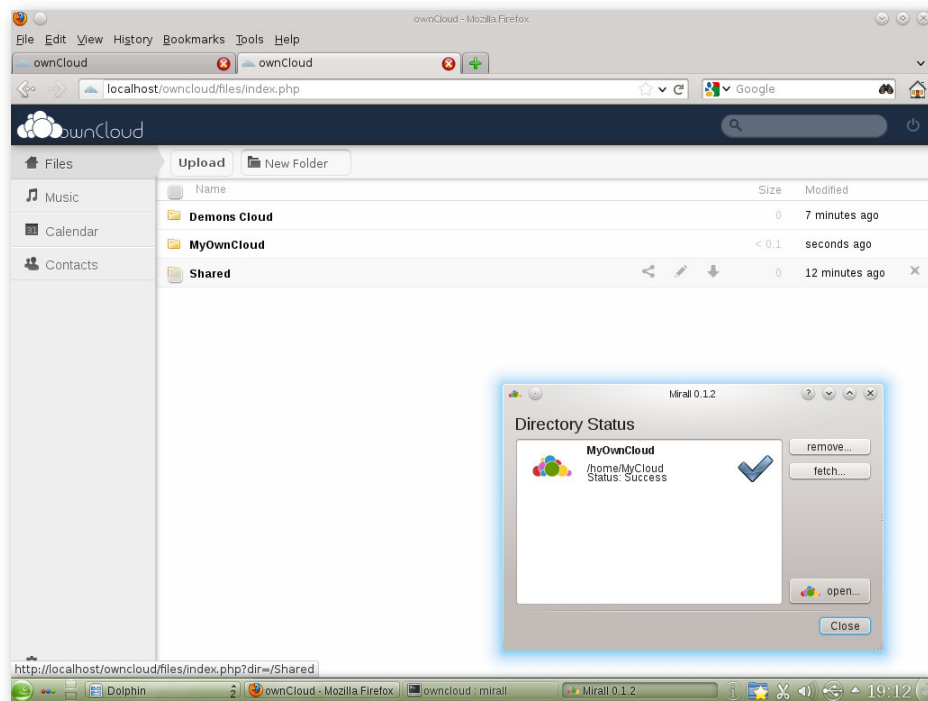 ownCloud - Mozilla Firefox
File Edit View History Bookmarks Tools Help
ownCloud ownCloud
localhost/owncloud/files/index.php Google
ownCloud
Files Upload New Folder
Music Name Size Modified
Demons Cloud 0 7 minutes ago
Calendar
MyOwnCloud < 0.1 seconds ago
Contacts
Shared 0 12 minutes ago
Mirall 0.1.2
Directory Status
MyOwnCloud
/home/MyCloud
Status: Success
remove...
fetch...
open...
Close
http://localhost/owncloud/files/index.php?dir=/Shared
Dolphin 2 ownCloud - Mozilla Firefox owncloud : mirall Mirall 0.1.2 19:12